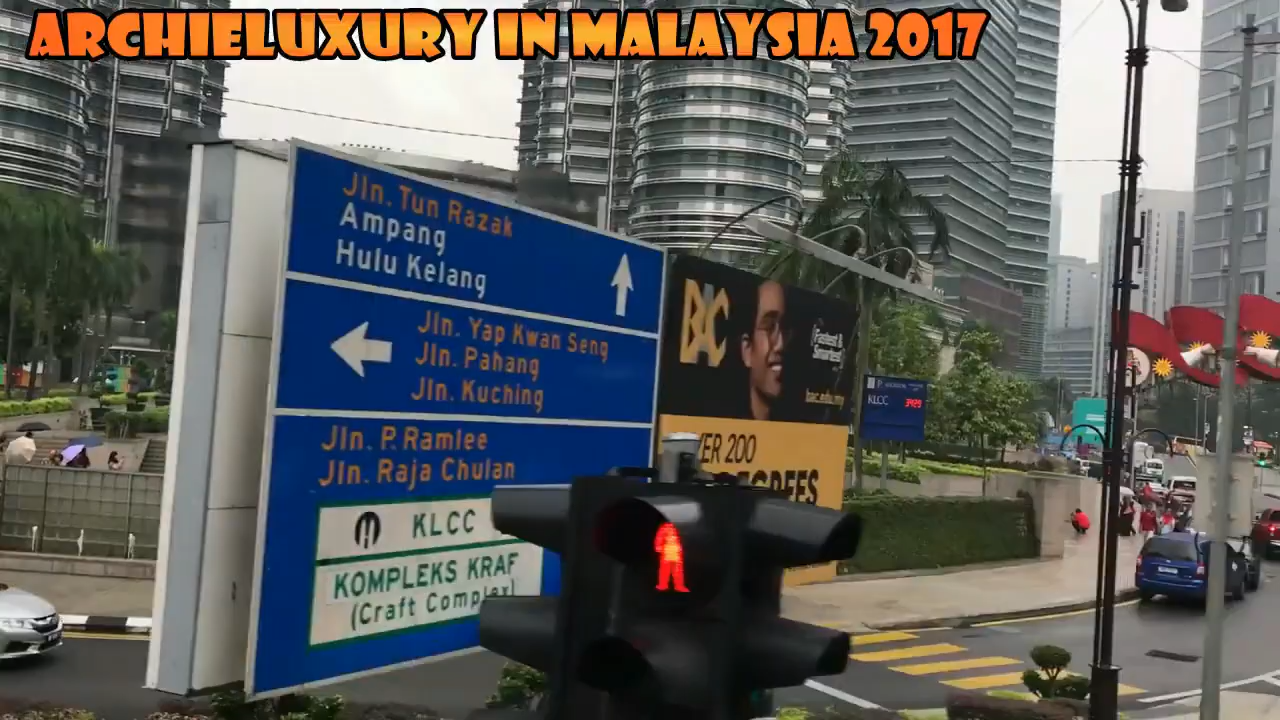 ARCHIELUXURY IN MALAYSIA 2017
Jln. Tun Razak
Ampang
Hulu Kelang
Jln. Yap Kwan Seng
Jln. Pahang
Jln. Kuching
Jln. P. Ramlee
Jln. Raja Chulan
KLCC
KOMPLEKS KRAF
(Craft Complex)
BAC
(Fastest &
Smartest)
bac.edu.my
200
DEGREES
KLCC 3429